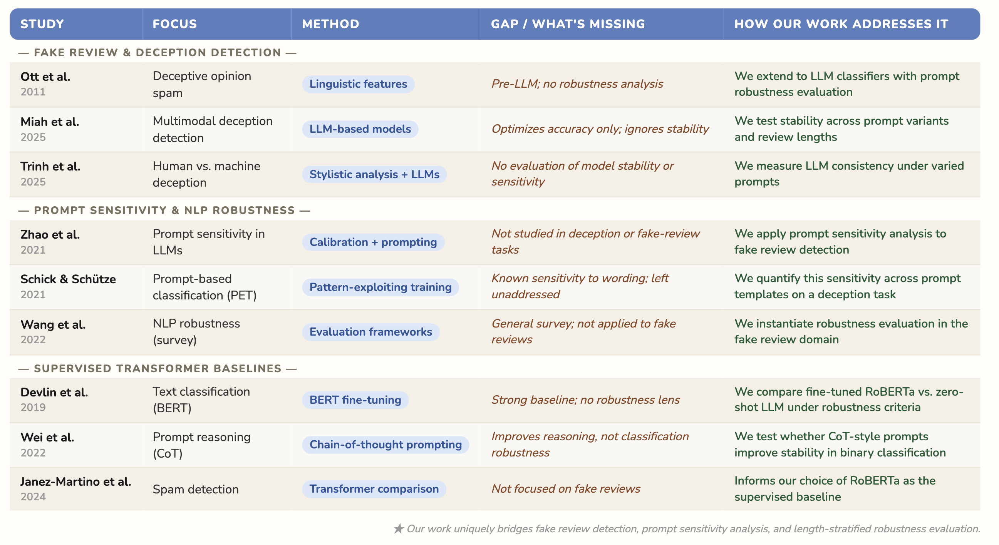 STUDY FOCUS METHOD GAP / WHAT'S MISSING HOW OUR WORK ADDRESSES IT
— FAKE REVIEW & DECEPTION DETECTION —
Ott et al.
2011
Deceptive opinion
spam
Linguistic features
Pre-LLM; no robustness analysis
We extend to LLM classifiers with prompt
robustness evaluation
Miah et al.
2025
Multimodal deception
detection
LLM-based models
Optimizes accuracy only; ignores stability
We test stability across prompt variants
and review lengths
Trinh et al.
2025
Human vs. machine
deception
Stylistic analysis + LLMs
No evaluation of model stability or
sensitivity
We measure LLM consistency under varied
prompts
— PROMPT SENSITIVITY & NLP ROBUSTNESS —
Zhao et al.
2021
Prompt sensitivity in
LLMs
Calibration + prompting
Not studied in deception or fake-review
tasks
We apply prompt sensitivity analysis to
fake review detection
Schick & Schütze
2021
Prompt-based
classification (PET)
Pattern-exploiting training
Known sensitivity to wording; left
unaddressed
We quantify this sensitivity across prompt
templates on a deception task
Wang et al.
2022
NLP robustness
(survey)
Evaluation frameworks
General survey; not applied to fake
reviews
We instantiate robustness evaluation in the
fake review domain
— SUPERVISED TRANSFORMER BASELINES —
Devlin et al.
2019
Text classification
(BERT)
BERT fine-tuning
Strong baseline; no robustness lens
We compare fine-tuned RoBERTa vs. zero-
shot LLM under robustness criteria
Wei et al.
2022
Prompt reasoning
(CoT)
Chain-of-thought prompting
Improves reasoning, not classification
robustness
We test whether CoT-style prompts
improve stability in binary classification
Janez-Martino et al.
2024
Spam detection
Transformer comparison
Not focused on fake reviews
Informs our choice of RoBERTa as the
supervised baseline
★ Our work uniquely bridges fake review detection, prompt sensitivity analysis, and length-stratified robustness evaluation.